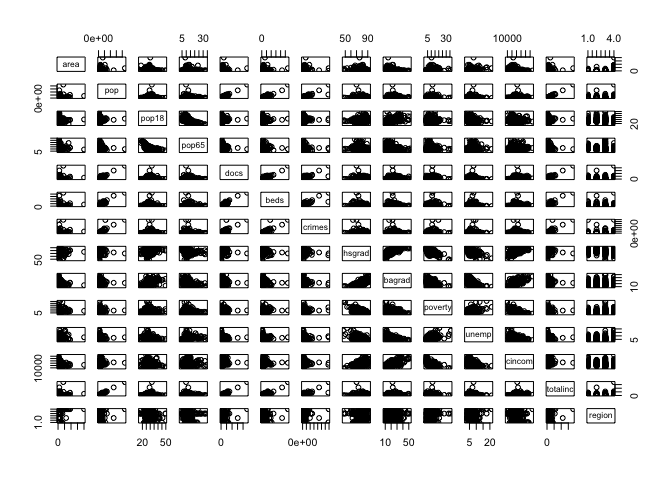 0e+00 5 30 0 50 90 5 30 10000 1.0 4.0
area 0
0e+00 pop
pop18 20
5 pop65
docs 0
0 beds
crimes 0e+00
50 hsgrad
bagrad 10
5 poverty
unemp 5
10000 cincom
totalinc 0
1.0 region
0 20 50 0 0e+00 10 50 5 20 0